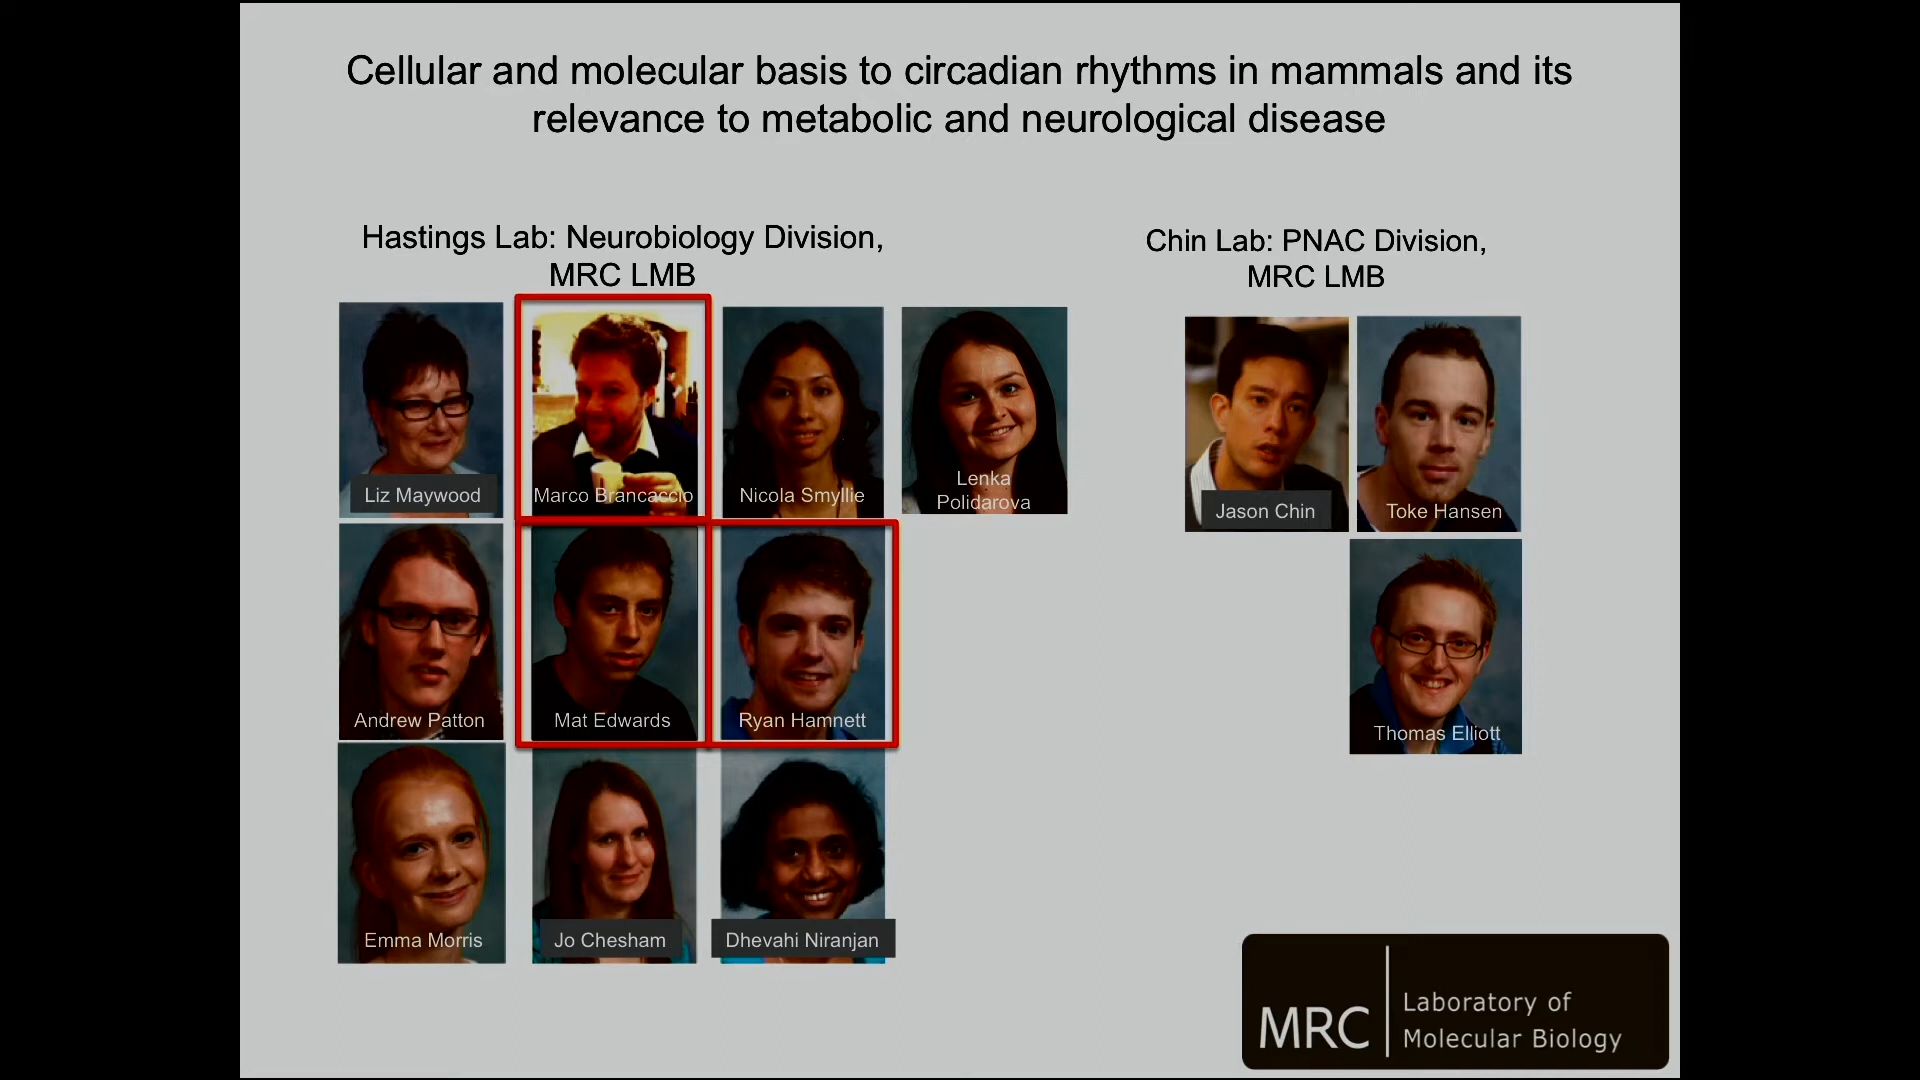 Cellular and molecular basis to circadian rhythms in mammals and its
relevance to metabolic and neurological disease
Hastings Lab: Neurobiology Division,
MRC LMB
Chin Lab: PNAC Division,
MRC LMB
Liz Maywood
Marco Brancaccio
Nicola Smyllie
Lenka
Polidarova
Jason Chin
Toke Hansen
Andrew Patton
Mat Edwards
Ryan Hamnett
Thomas Elliott
Emma Morris
Jo Chesham
Dhevahi Niranjan
MRC
Laboratory of
Molecular Biology